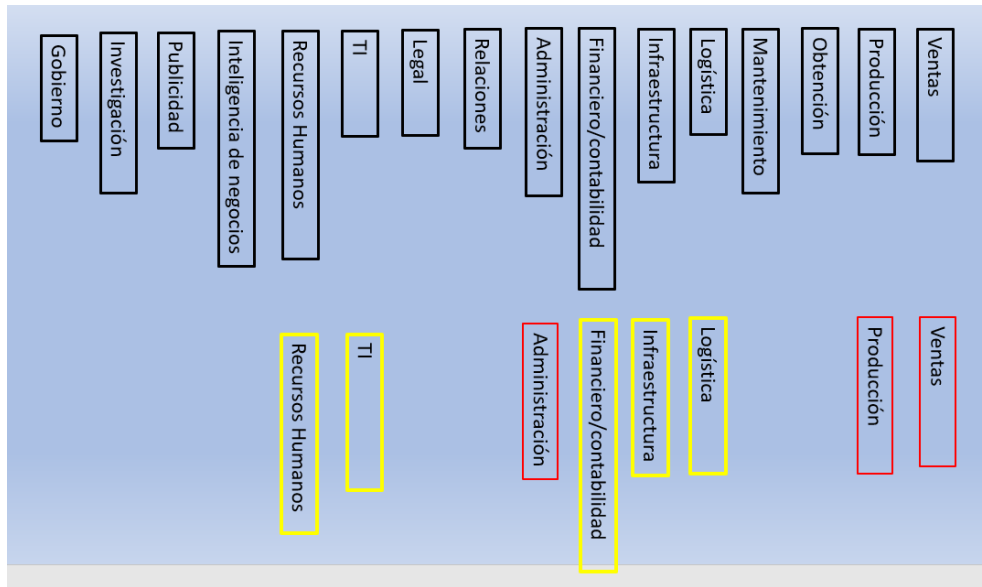 Gobierno
Investigación
Publicidad
Inteligencia de negocios
Recursos Humanos
TI
Legal
Relaciones
Administración
Financiero/contabilidad
Infraestructura
Logística
Mantenimiento
Obtención
Producción
Ventas
Recursos Humanos
TI
Administración
Financiero/contabilidad
Infraestructura
Logística
Producción
Ventas